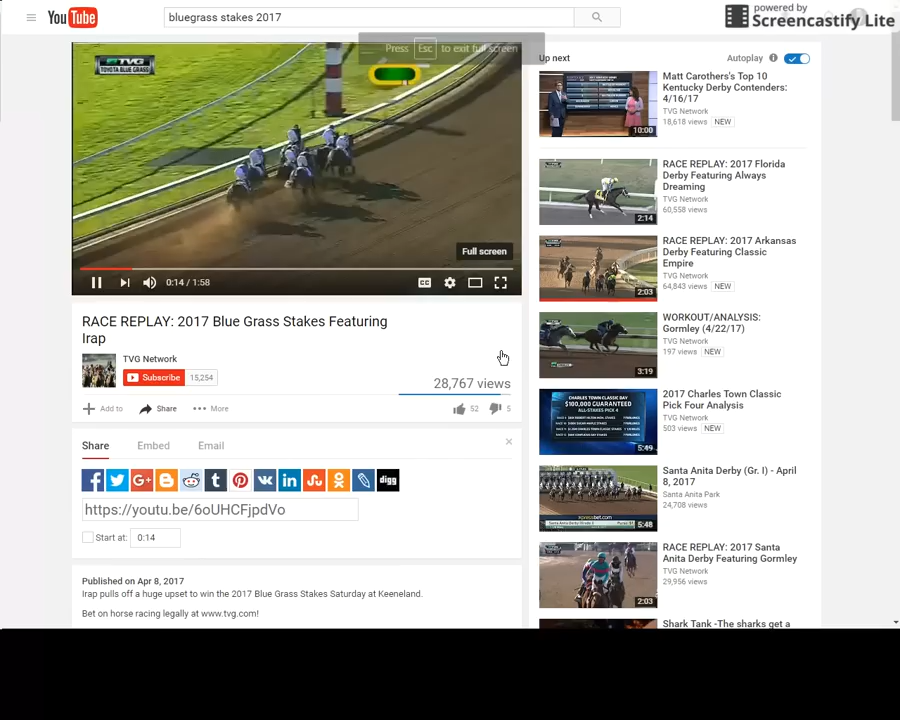 YouTube
bluegrass stakes 2017
powered by
Screencastify Lite
Press Esc to exit full screen
TVG
TOYOTA BLUE GRASS
Full screen
0:14 / 1:58
CC
RACE REPLAY: 2017 Blue Grass Stakes Featuring
Irap
TVG Network
Subscribe 15,254
28,767 views
Add to Share More 52 5
Share Embed Email
digg
https://youtu.be/6oUHCFjpdVo
Start at: 0:14
Published on Apr 8, 2017
Irap pulls off a huge upset to win the 2017 Blue Grass Stakes Saturday at Keeneland.
Bet on horse racing legally at www.tvg.com!
Up next Autoplay
Matt Carothers's Top 10
Kentucky Derby Contenders:
4/16/17
TVG Network
18,618 views NEW
10:00
RACE REPLAY: 2017 Florida
Derby Featuring Always
Dreaming
TVG Network
60,558 views
2:14
RACE REPLAY: 2017 Arkansas
Derby Featuring Classic
Empire
TVG Network
64,843 views NEW
2:03
WORKOUT/ANALYSIS:
Gormley (4/22/17)
TVG Network
197 views NEW
3:19
2017 Charles Town Classic
Pick Four Analysis
TVG Network
503 views NEW
CHARLES TOWN CLASSIC DAY
$100,000 GUARANTEED
ALL-STAKES PICK 4
5:49
Santa Anita Derby (Gr. I) - April
8, 2017
Santa Anita Park
24,708 views
xpressbet.com
5:48
RACE REPLAY: 2017 Santa
Anita Derby Featuring Gormley
TVG Network
29,956 views
2:03
Shark Tank -The sharks get a